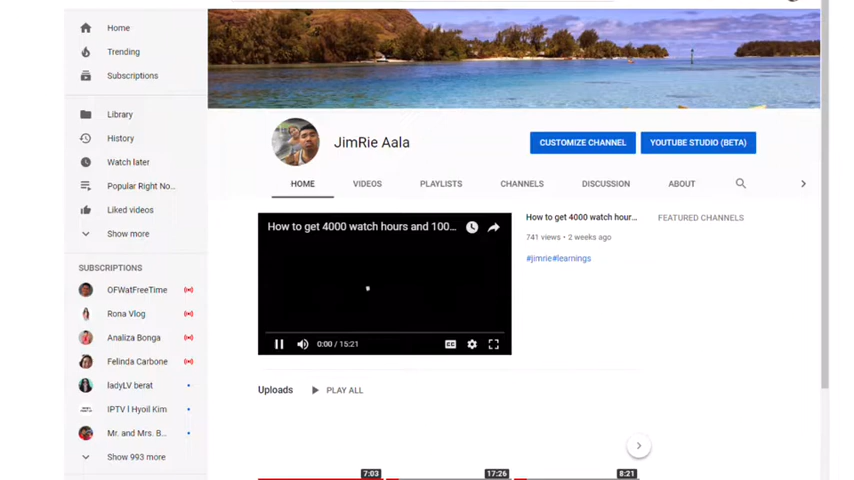 Home
Trending
Subscriptions
Library
History
Watch later
Popular Right No...
Liked videos
Show more
SUBSCRIPTIONS
OFWatFreeTime
Rona Vlog
Analiza Bonga
Felinda Carbone
ladyLV berat
IPTV l Hyoil Kim
Mr. and Mrs. B...
Show 993 more
JimRie Aala
CUSTOMIZE CHANNEL
YOUTUBE STUDIO (BETA)
HOME VIDEOS PLAYLISTS CHANNELS DISCUSSION ABOUT
How to get 4000 watch hours and 100...
0:00 / 15:21
CC
How to get 4000 watch hour...
741 views • 2 weeks ago
#jimrie#learnings
FEATURED CHANNELS
Uploads PLAY ALL
7:03 17:26 8:21